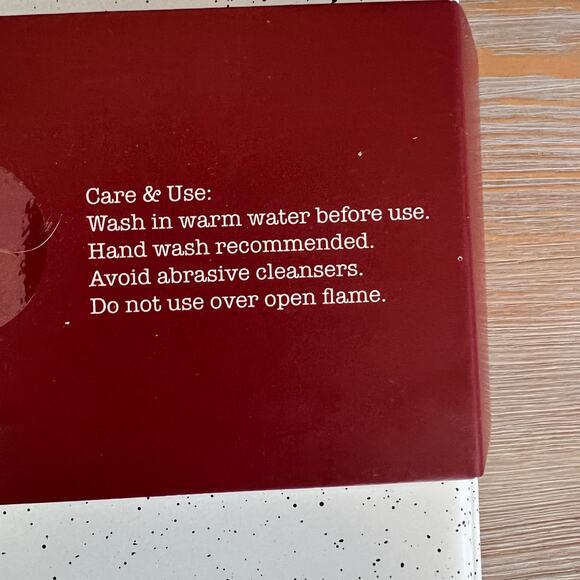 Care & Use:
Wash in warm water before use.
Hand wash recommended.
Avoid abrasive cleansers.
Do not use over open flame.